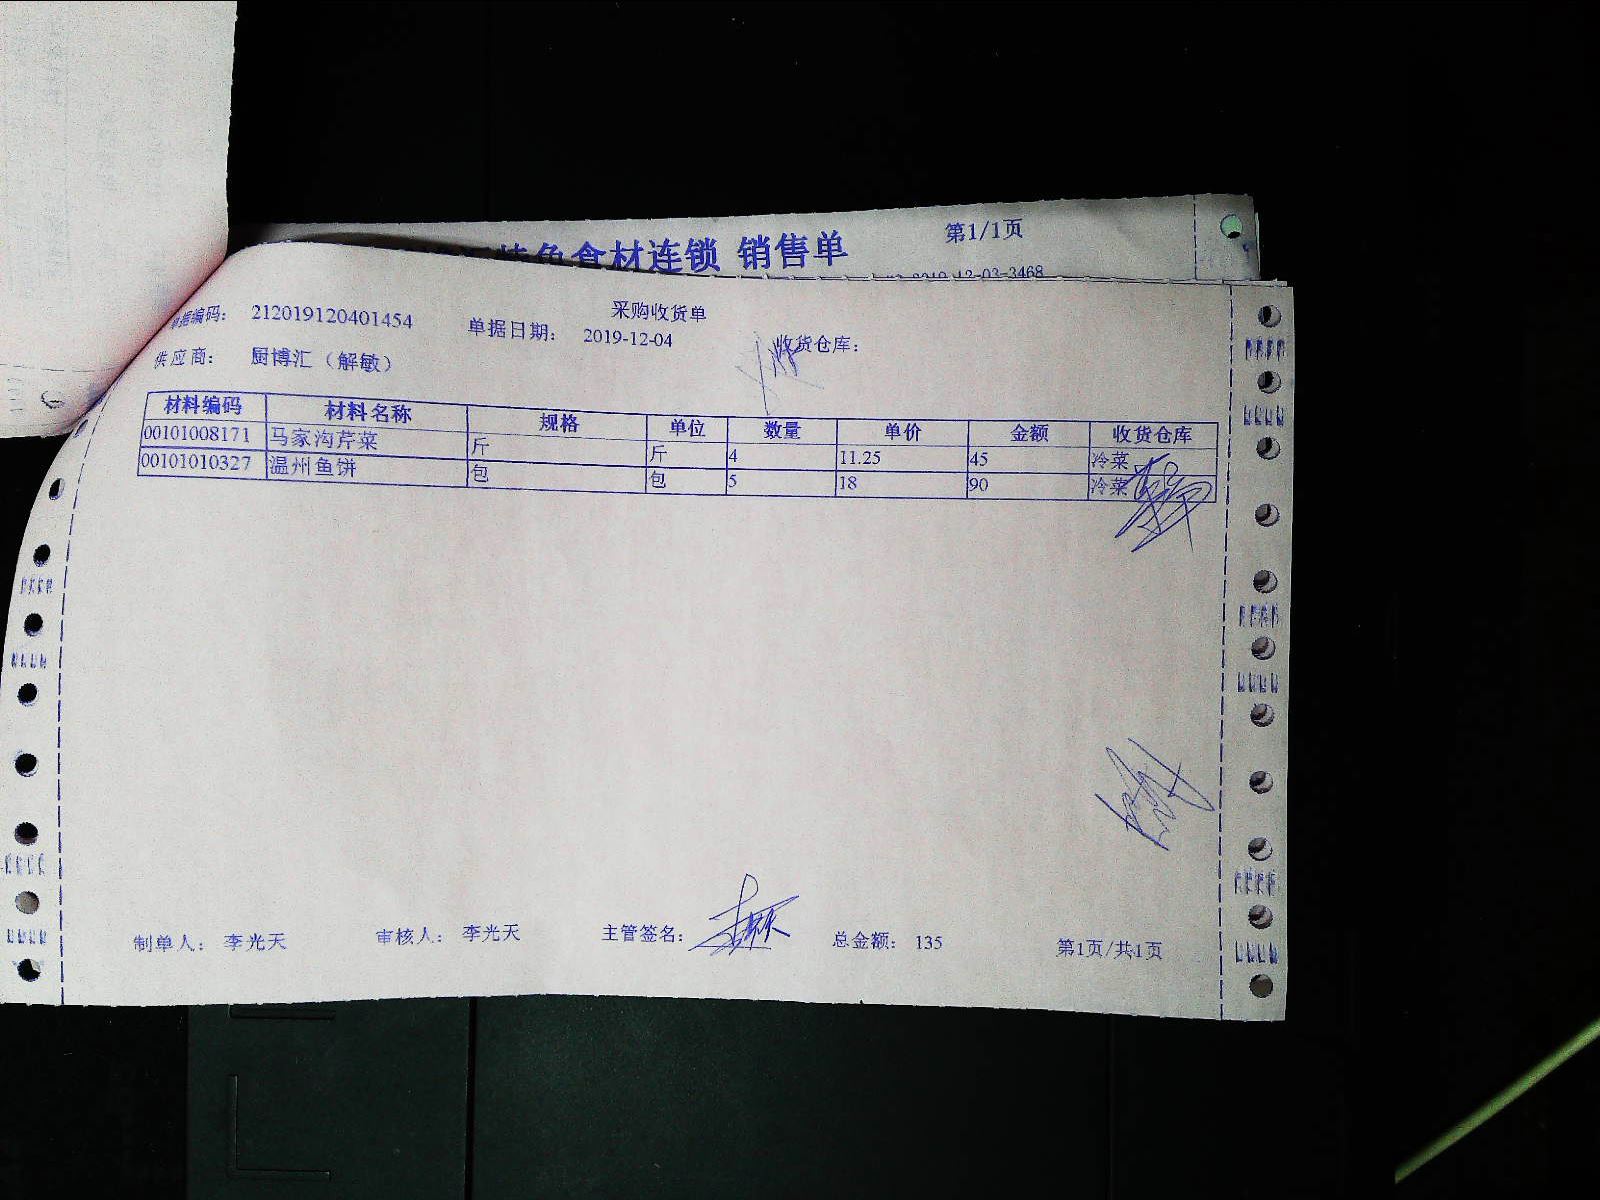 第1/1页
特色食材连锁 销售单
2019-12-03-3468
采购收货单
单据编码： 212019120401454 单据日期： 2019-12-04 收货仓库：
供应商： 厨博汇（解敏）
材料编码 材料名称 规格 单位 数量 单价 金额 收货仓库
00101008171 马家沟芹菜 斤 斤 4 11.25 45 冷菜
00101010327 温州鱼饼 包 包 5 18 90 冷菜
制单人： 李光天 审核人： 李光天 主管签名： 总金额： 135 第1页/共1页